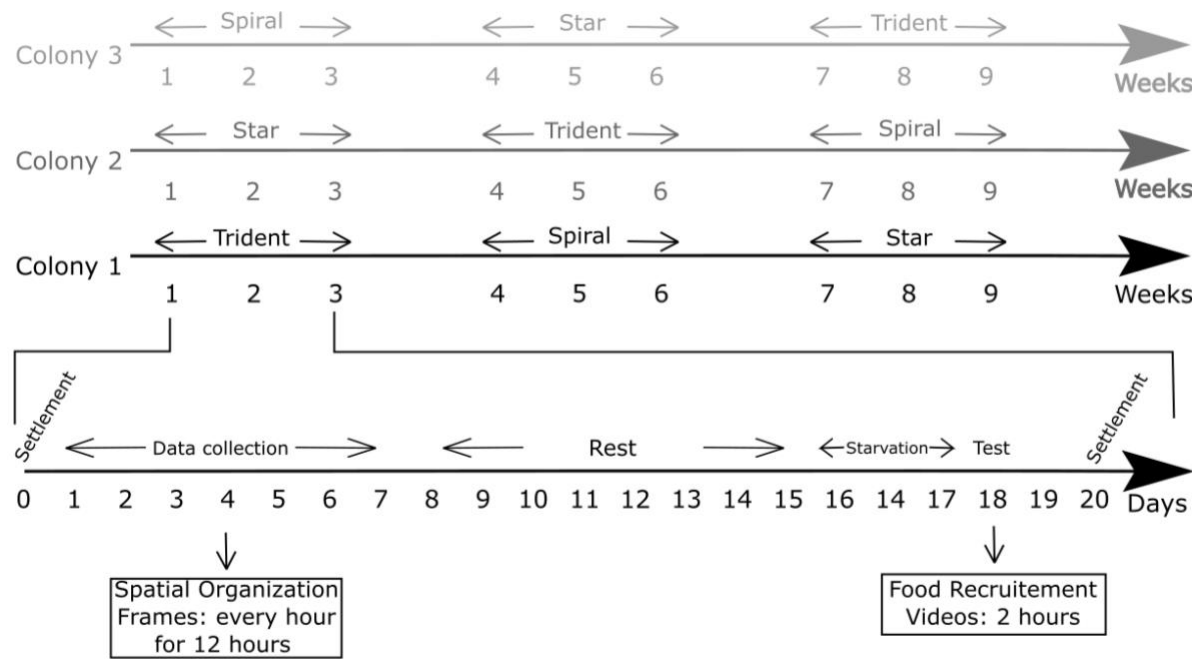 Spiral Star Trident
Colony 3
1 2 3 4 5 6 7 8 9 Weeks
Star Trident Spiral
Colony 2
1 2 3 4 5 6 7 8 9 Weeks
Trident Spiral Star
Colony 1
1 2 3 4 5 6 7 8 9 Weeks
Settlement Data collection Rest Starvation Test Settlement
0 1 2 3 4 5 6 7 8 9 10 11 12 13 14 15 16 14 17 18 19 20 Days
Spatial Organization
Frames: every hour
for 12 hours
Food Recruitement
Videos: 2 hours